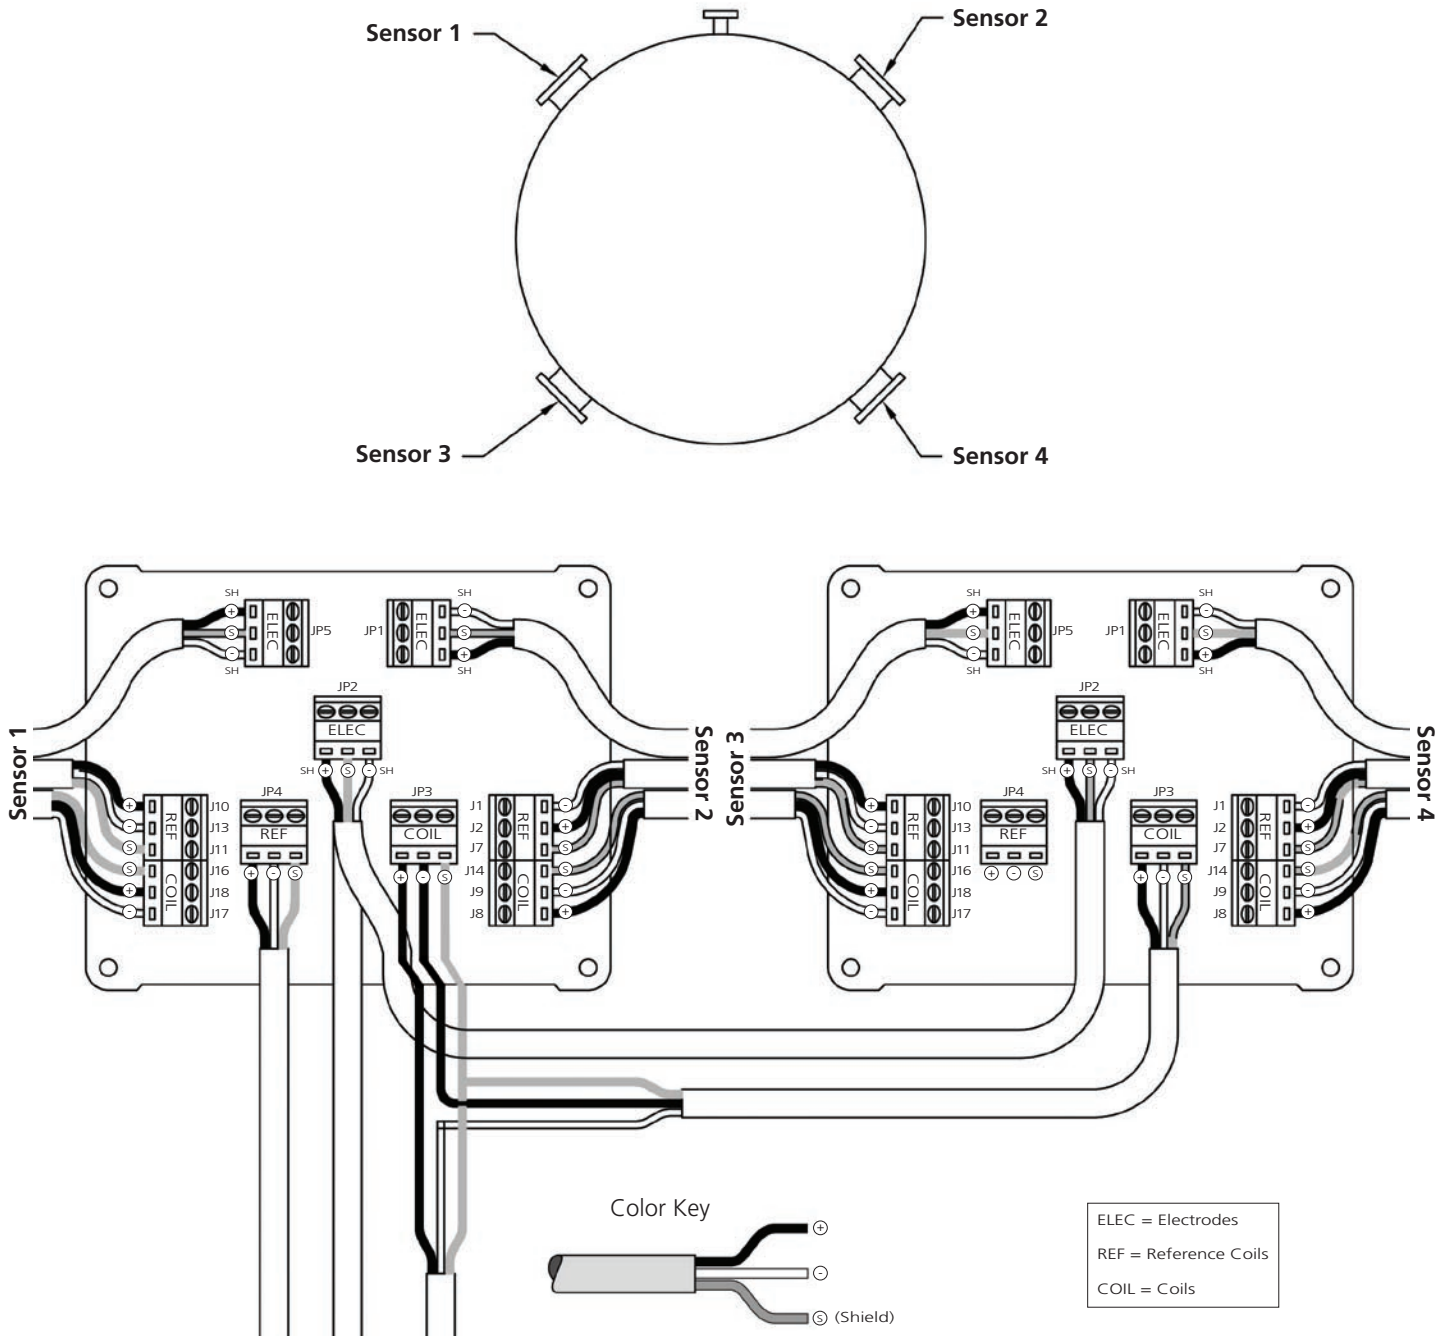 Sensor 1
Sensor 2
Sensor 3
Sensor 4
SH
+
S
-
SH
ELEC
JP5
JP1
ELEC
SH
-
S
+
SH
JP2
ELEC
SH + S - SH
Sensor 1
Sensor 2
+
-
S
S
+
-
REF
COIL
J10
J13
J11
J16
J18
J17
JP4
REF
+ - S
JP3
COIL
+ - S
J1
J2
J7
J14
J9
J8
REF
COIL
-
+
S
S
-
+
SH
+
S
-
SH
ELEC
JP5
JP1
ELEC
SH
-
S
+
SH
JP2
ELEC
SH + S - SH
Sensor 3
Sensor 4
+
-
S
S
+
-
REF
COIL
J10
J13
J11
J16
J18
J17
JP4
REF
+ - S
JP3
COIL
+ - S
J1
J2
J7
J14
J9
J8
REF
COIL
-
+
S
S
-
+
Color Key
+
-
S (Shield)
ELEC = Electrodes
REF = Reference Coils
COIL = Coils